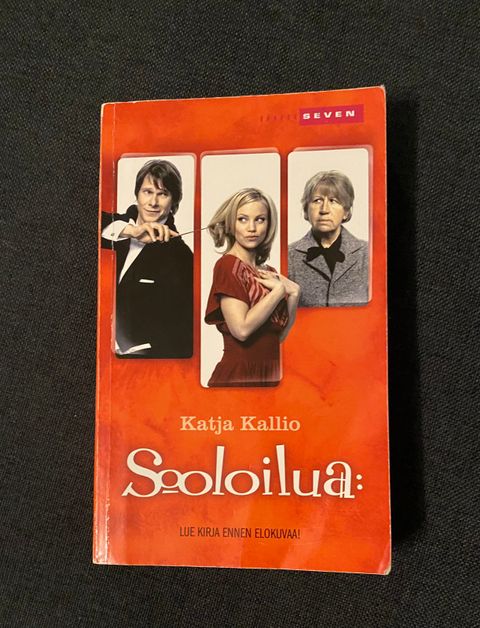 SEVEN
Katja Kallio
Sooloilua:
LUE KIRJA ENNEN ELOKUVAA!